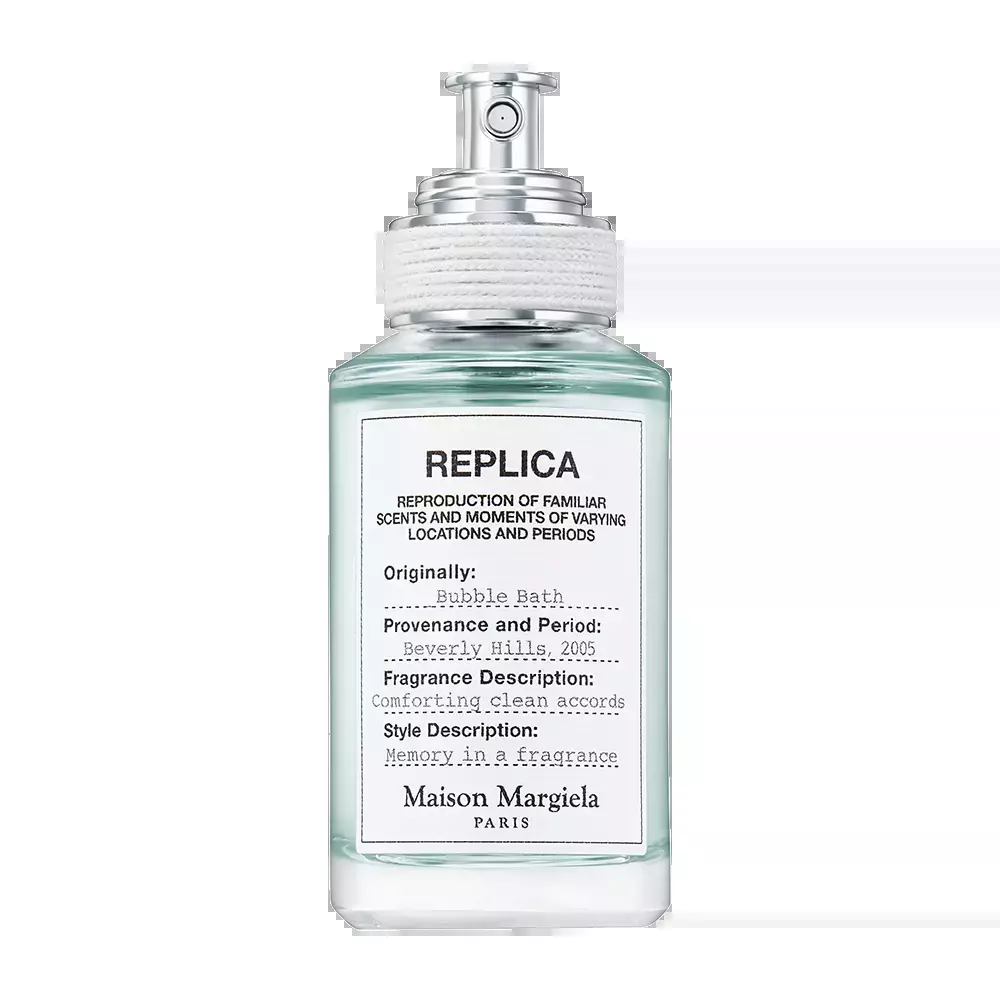 REPLICA
REPRODUCTION OF FAMILIAR
SCENTS AND MOMENTS OF VARYING
LOCATIONS AND PERIODS
Originally:
Bubble Bath
Provenance and Period:
Beverly Hills, 2005
Fragrance Description:
Comforting clean accords
Style Description:
Memory in a fragrance
Maison Margiela
PARIS